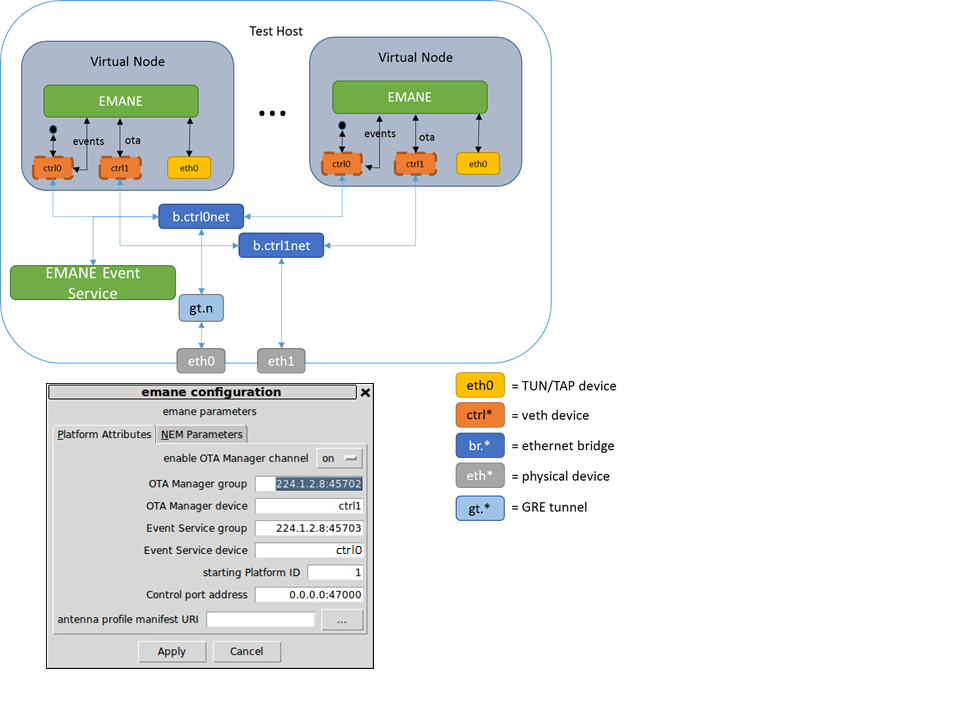 Test Host
Virtual Node
EMANE
events
ota
ctrl0
ctrl1
eth0
...
Virtual Node
EMANE
events
ota
ctrl0
ctrl1
eth0
b.ctrl0net
b.ctrl1net
EMANE Event
Service
gt.n
eth0
eth1
emane configuration
emane parameters
Platform Attributes
NEM Parameters
enable OTA Manager channel on
OTA Manager group 224.1.2.8:45702
OTA Manager device ctrl1
Event Service group 224.1.2.8:45703
Event Service device ctrl0
starting Platform ID 1
Control port address 0.0.0.0:47000
antenna profile manifest URI ...
Apply
Cancel
eth0 = TUN/TAP device
ctrl* = veth device
br.* = ethernet bridge
eth* = physical device
gt.* = GRE tunnel